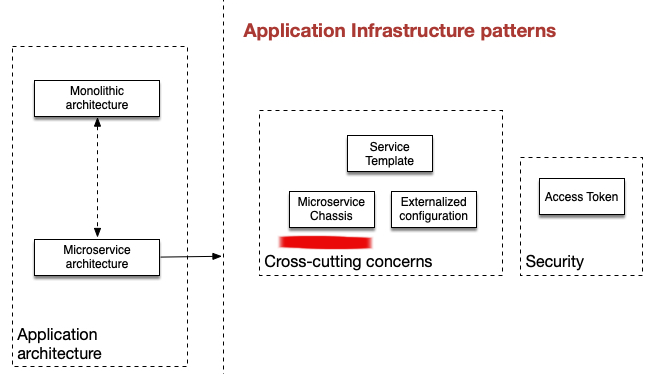 Application Infrastructure patterns
Monolithic
architecture
Microservice
architecture
Application
architecture
Service
Template
Microservice
Chassis
Externalized
configuration
Cross-cutting concerns
Access Token
Security